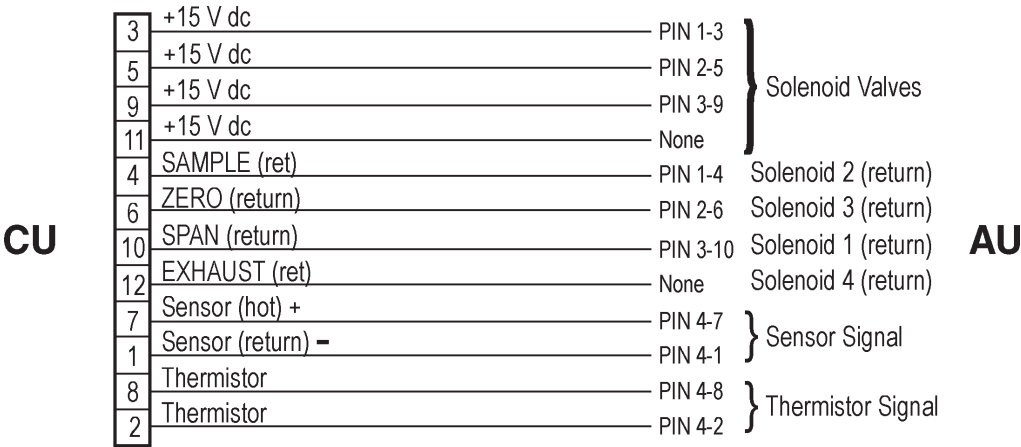 3 +15 V dc PIN 1-3
5 +15 V dc PIN 2-5
Solenoid Valves
9 +15 V dc PIN 3-9
11 +15 V dc None
4 SAMPLE (ret) PIN 1-4 Solenoid 2 (return)
6 ZERO (return) PIN 2-6 Solenoid 3 (return)
CU
10 SPAN (return) PIN 3-10 Solenoid 1 (return)
AU
12 EXHAUST (ret) None Solenoid 4 (return)
7 Sensor (hot) + PIN 4-7
Sensor Signal
1 Sensor (return) – PIN 4-1
8 Thermistor PIN 4-8
Thermistor Signal
2 Thermistor PIN 4-2